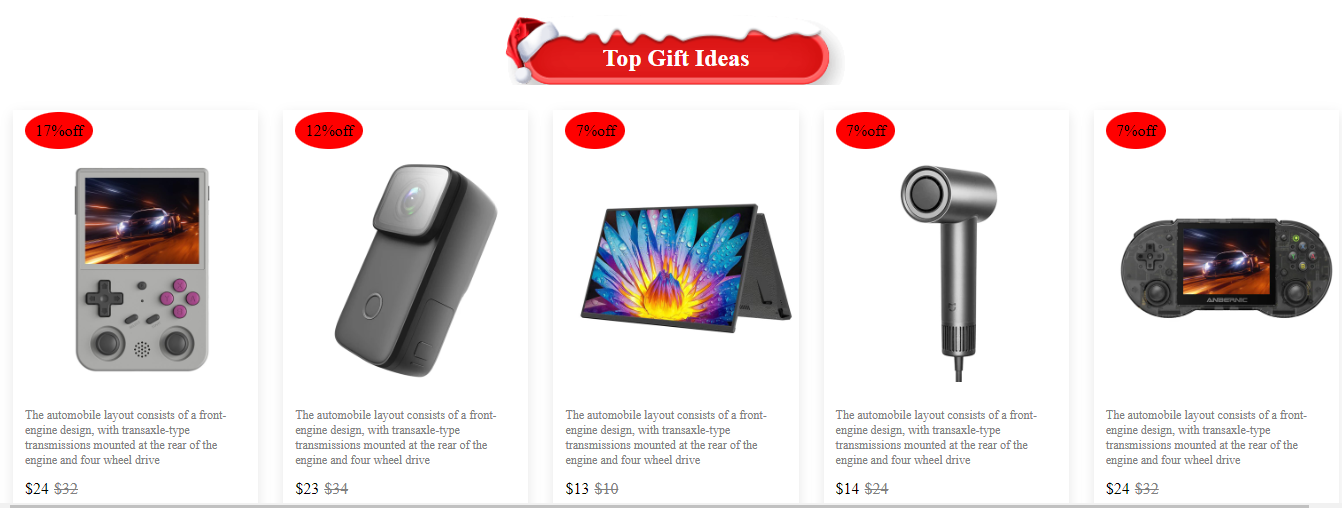 Top Gift Ideas
17%off
12%off
7%off
7%off
7%off
ANBERNIC
The automobile layout consists of a front-
engine design, with transaxle-type
transmissions mounted at the rear of the
engine and four wheel drive
$24 $32
The automobile layout consists of a front-
engine design, with transaxle-type
transmissions mounted at the rear of the
engine and four wheel drive
$23 $34
The automobile layout consists of a front-
engine design, with transaxle-type
transmissions mounted at the rear of the
engine and four wheel drive
$13 $10
The automobile layout consists of a front-
engine design, with transaxle-type
transmissions mounted at the rear of the
engine and four wheel drive
$14 $24
The automobile layout consists of a front-
engine design, with transaxle-type
transmissions mounted at the rear of the
engine and four wheel drive
$24 $32